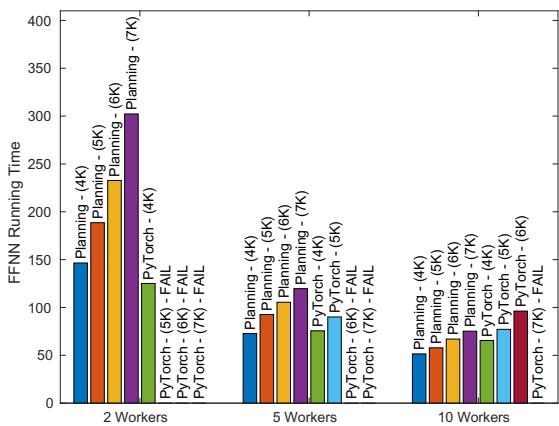 FFNN Running Time
400
350
300
250
200
150
100
50
0
Planning - (4K)
Planning - (5K)
Planning - (6K)
Planning - (7K)
PyTorch - (4K)
PyTorch - (5K) - FAIL
PyTorch - (6K) - FAIL
PyTorch - (7K) - FAIL
Planning - (4K)
Planning - (5K)
Planning - (6K)
Planning - (7K)
PyTorch - (4K)
PyTorch - (5K)
PyTorch - (6K) - FAIL
PyTorch - (7K) - FAIL
Planning - (4K)
Planning - (5K)
Planning - (6K)
Planning - (7K)
PyTorch - (4K)
PyTorch - (5K)
PyTorch - (6K)
PyTorch - (7K) - FAIL
2 Workers
5 Workers
10 Workers